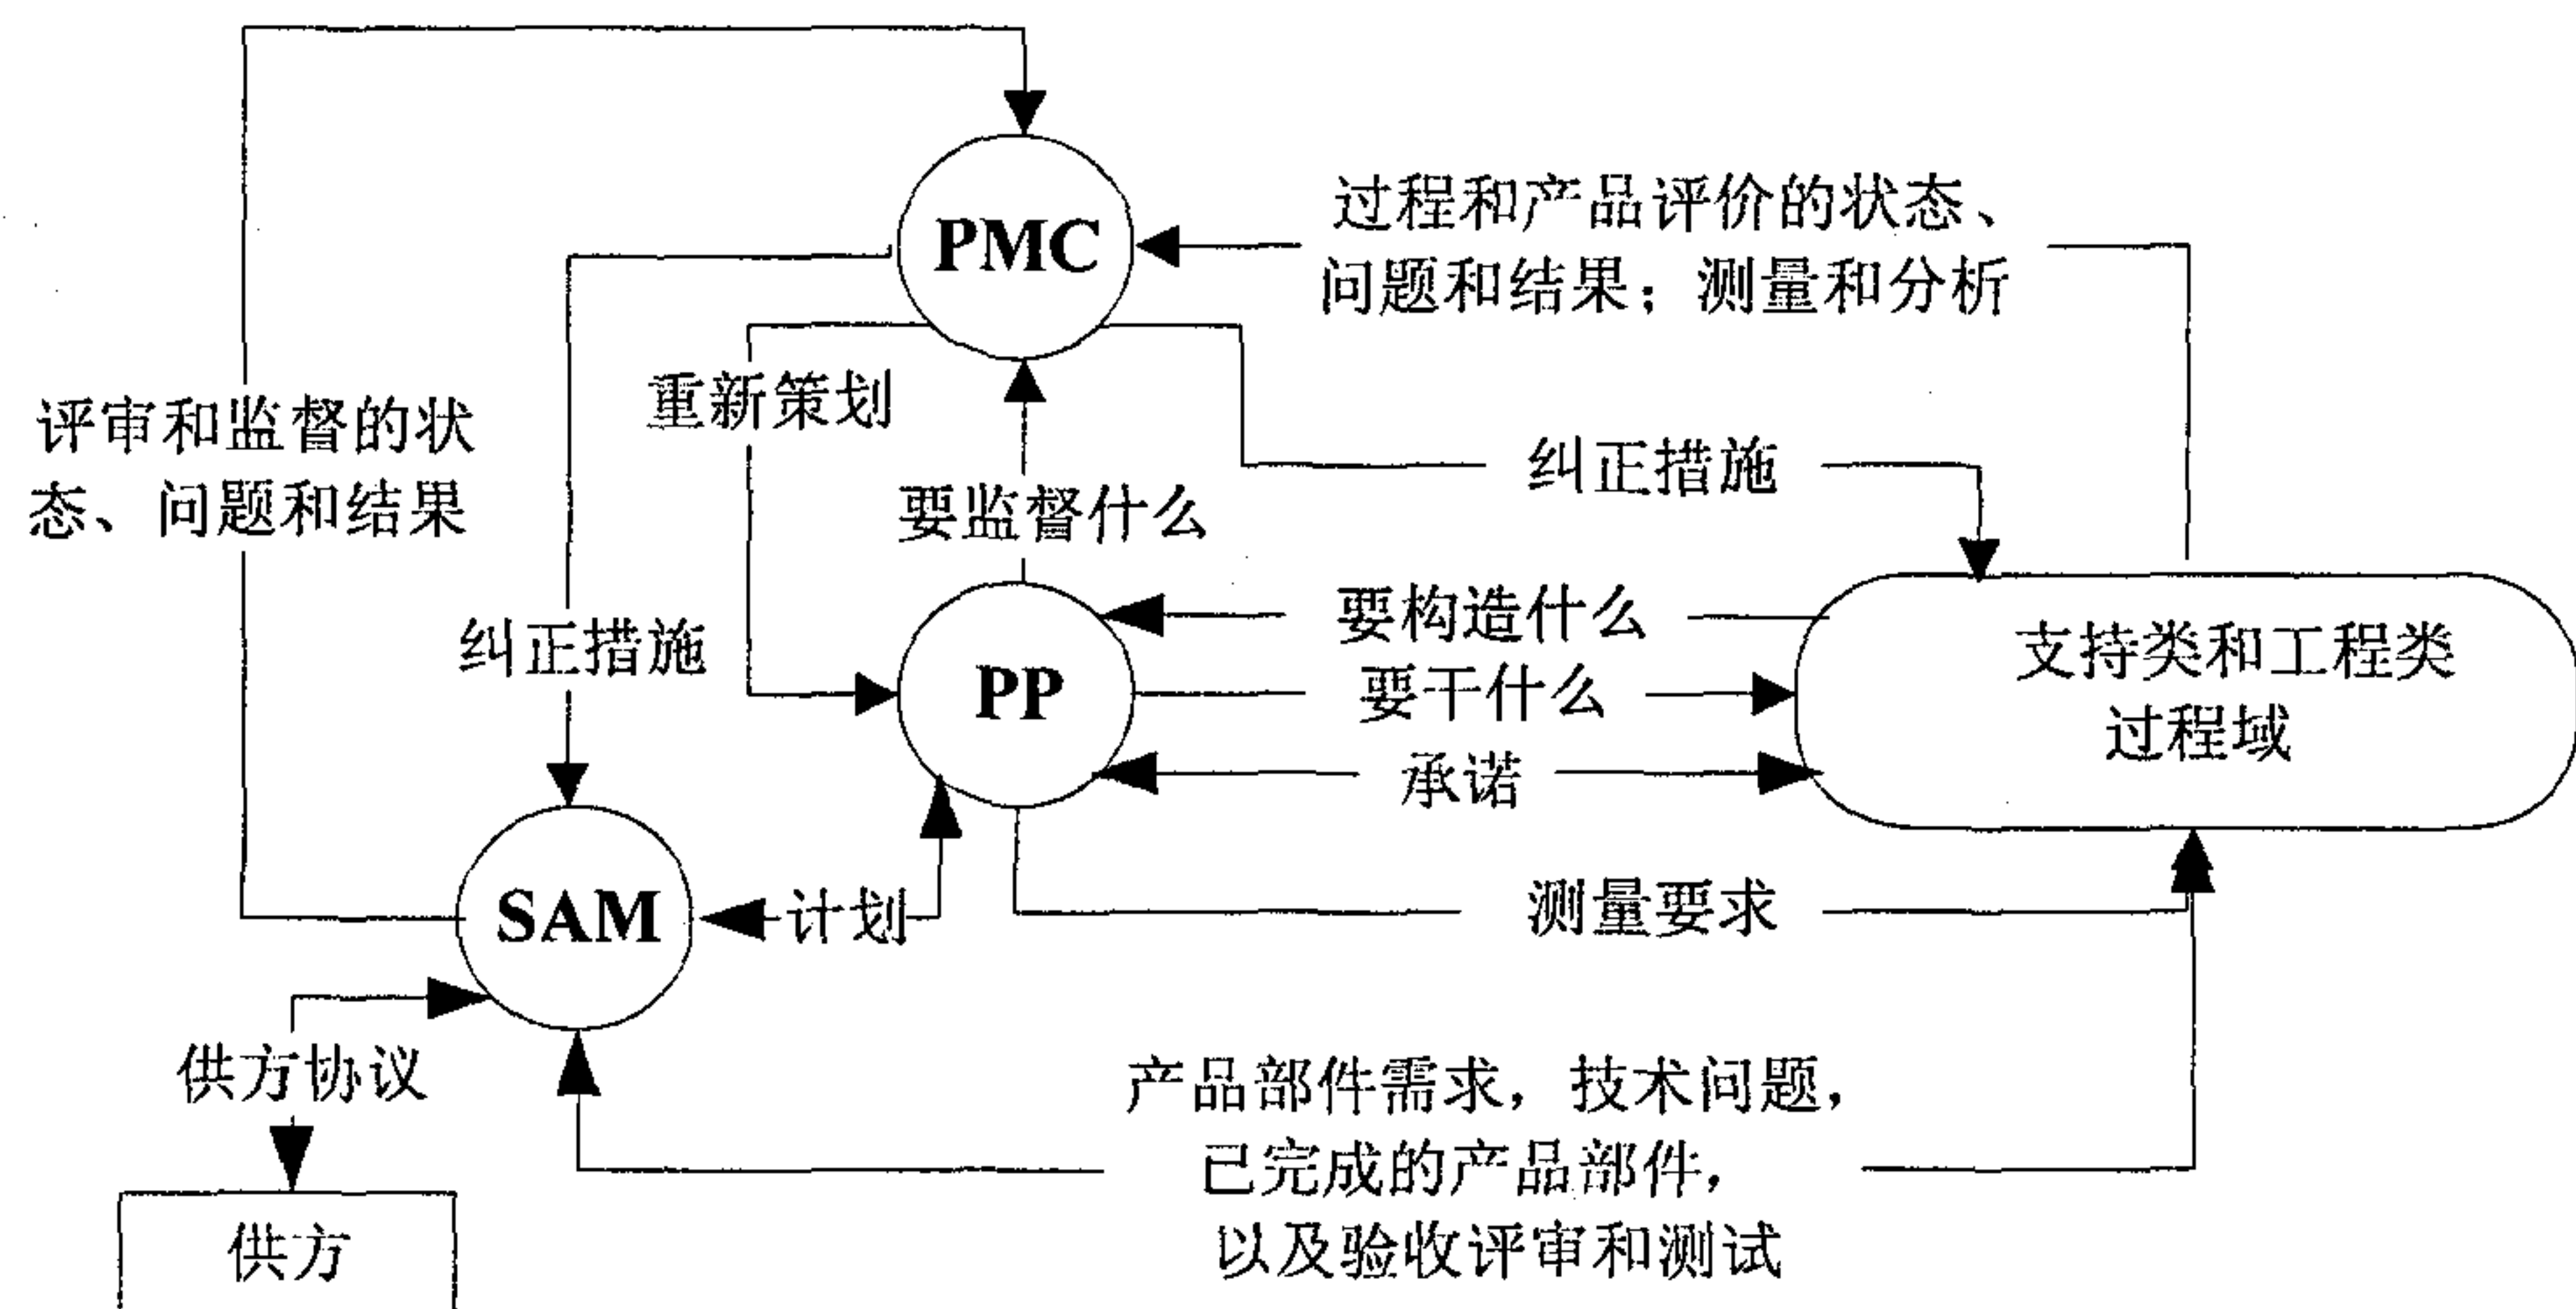 PMC
过程和产品评价的状态、
问题和结果；测量和分析
重新策划
评审和监督的状
态、问题和结果
纠正措施
要监督什么
要构造什么
纠正措施
PP
要干什么
支持类和工程类
过程域
承诺
SAM
计划
测量要求
供方协议
产品部件需求，技术问题，
已完成的产品部件，
以及验收评审和测试
供方